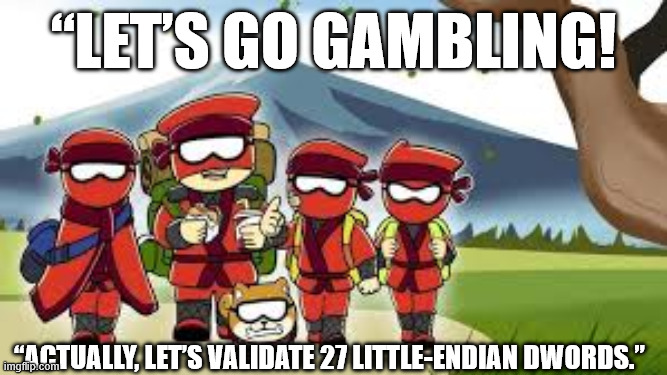 “LET’S GO GAMBLING!
“ACTUALLY, LET’S VALIDATE 27 LITTLE-ENDIAN DWORDS.”
imgflip.com